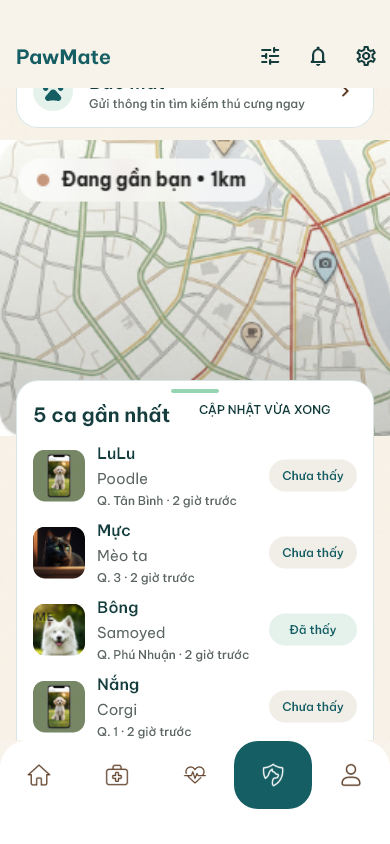 PawMate
Gửi thông tin tìm kiếm thú cưng ngay
Đang gần bạn • 1km
5 ca gần nhất
CẬP NHẬT VỪA XONG
LuLu
Poodle
Q. Tân Bình · 2 giờ trước
Chưa thấy
Mực
Mèo ta
Q. 3 · 2 giờ trước
Chưa thấy
Bông
Samoyed
Q. Phú Nhuận · 2 giờ trước
Đã thấy
Nắng
Corgi
Q. 1 · 2 giờ trước
Chưa thấy